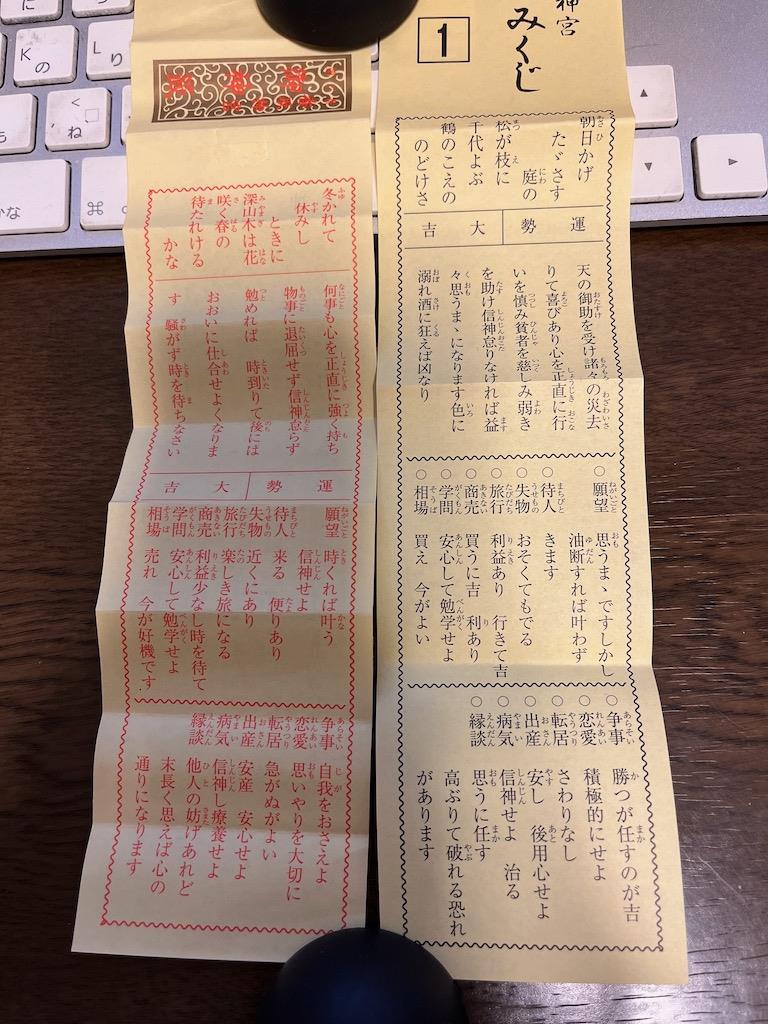 神宮
みくじ
1
朝日かげ
たゞさす
庭の
松が枝に
千代よぶ
鶴のこえの
のどけさ
運勢
大吉
天の御助を受け諸々の災去
りて喜びあり心を正直に行
いを慎み貧者を慈しみ弱き
を助け信神怠りなければ益
々思うまゝになります色に
溺れ酒に狂えば凶なり
○願望 思うまゝですしかし
油断すれば叶わず
○待人 きます
○失物 おそくてもでる
○旅行 利益あり 行きて吉
○商売 買うに吉 利あり
○学問 安心して勉学せよ
○相場 買え 今がよい
○争事 勝つが任すのが吉
○恋愛 積極的にせよ
○転居 さわりなし
○出産 安し 後用心せよ
○病気 信神せよ 治る
○縁談 思うに任す
高ぶりて破れる恐れ
があります
冬かれて
休みし
ときに
深山木は花
咲く春の
待たれける
かな
何事も心を正直に強く持ち
物事に退屈せず信神怠らず
勉めれば 時到りて後には
おおいに仕合せよくなりま
す 騒がず時を待ちなさい
運勢
大吉
願望 時くれば叶う
信神せよ
待人 来る 便りあり
失物 近くにあり
旅行 楽しき旅になる
商売 利益少なし時を待て
学問 安心して勉学せよ
相場 売れ 今が好機です
争事 自我をおさえよ
恋愛 思いやりを大切に
転居 急がぬがよい
出産 安産 安心せよ
病気 信神し療養せよ
縁談 他人の妨げあれど
末長く思えば心の
通りになります
に
K
の
L
り
も
ね
かな
⌘